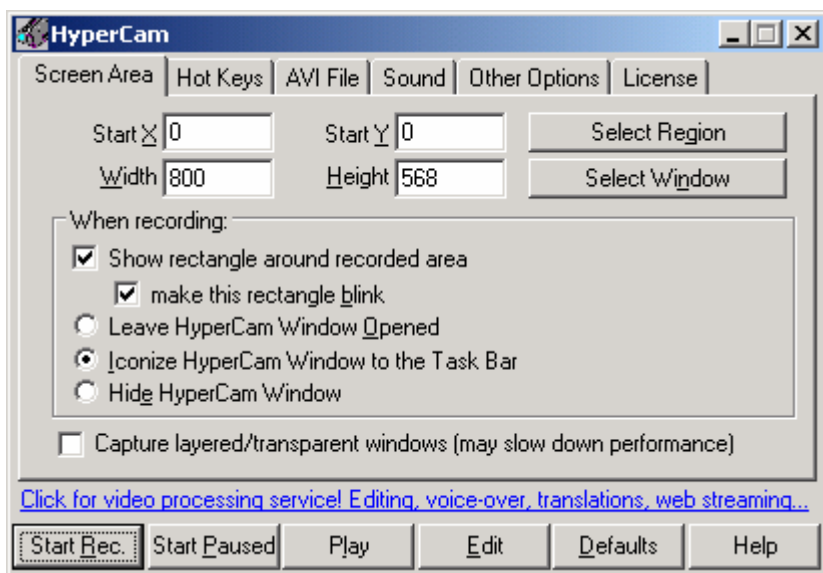 HyperCam
Screen Area Hot Keys AVI File Sound Other Options License
Start X 0 Start Y 0 Select Region
Width 800 Height 568 Select Window
When recording:
Show rectangle around recorded area
make this rectangle blink
Leave HyperCam Window Opened
Iconize HyperCam Window to the Task Bar
Hide HyperCam Window
Capture layered/transparent windows (may slow down performance)
Click for video processing service! Editing, voice-over, translations, web streaming...
Start Rec. Start Paused Play Edit Defaults Help